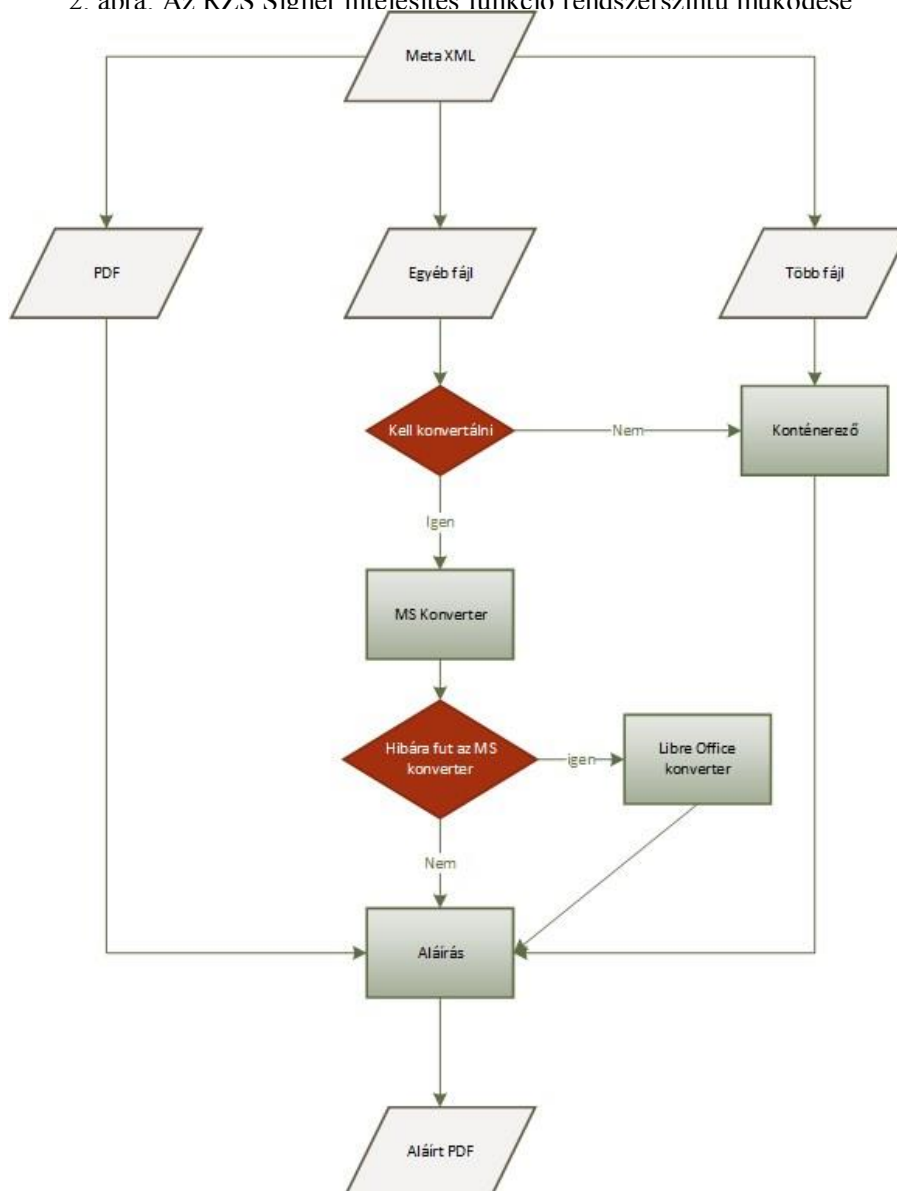 2. ábra: Az KZS Signer hitelesítés funkció rendszerszintű működése
Meta XML
PDF
Egyéb fájl
Több fájl
Kell konvertálni
Nem
Konténerező
Igen
MS Konverter
Hibára fut az MS
konverter
igen
Libre Office
konverter
Nem
Aláírás
Aláírt PDF